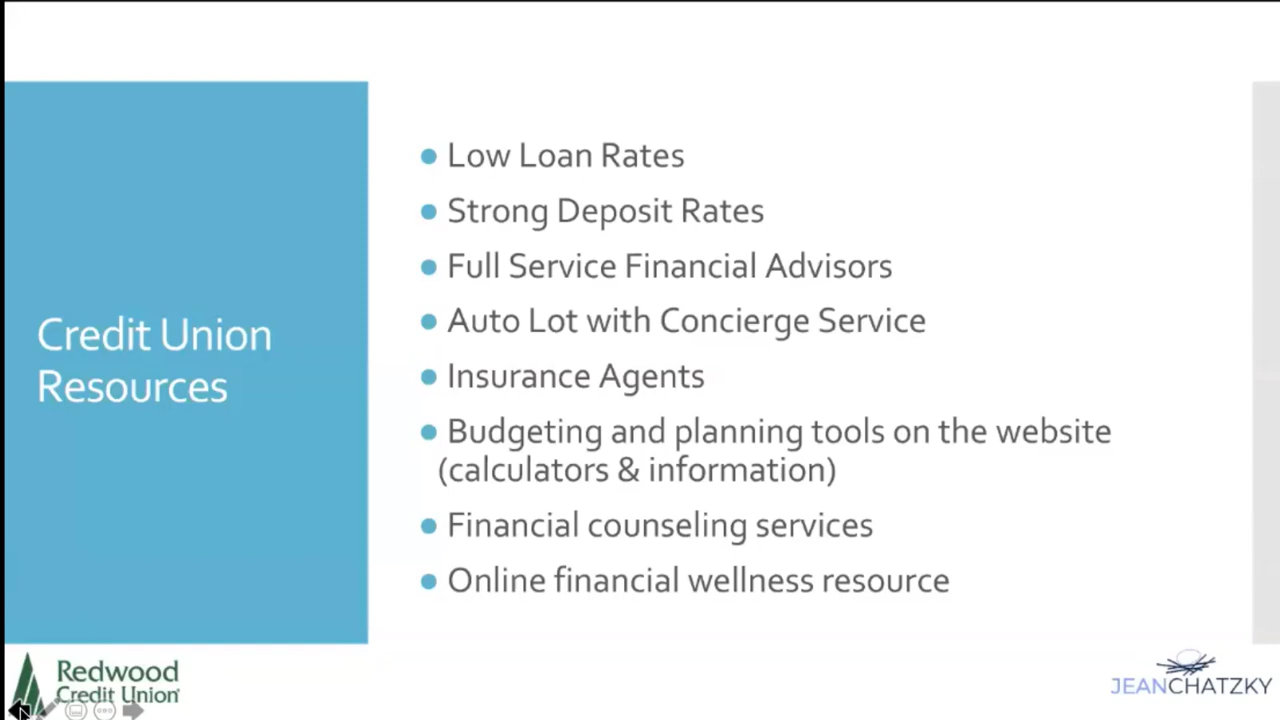 Credit Union
Resources
Low Loan Rates
Strong Deposit Rates
Full Service Financial Advisors
Auto Lot with Concierge Service
Insurance Agents
Budgeting and planning tools on the website
(calculators & information)
Financial counseling services
Online financial wellness resource
Redwood
Credit Union
JEANCHATZKY